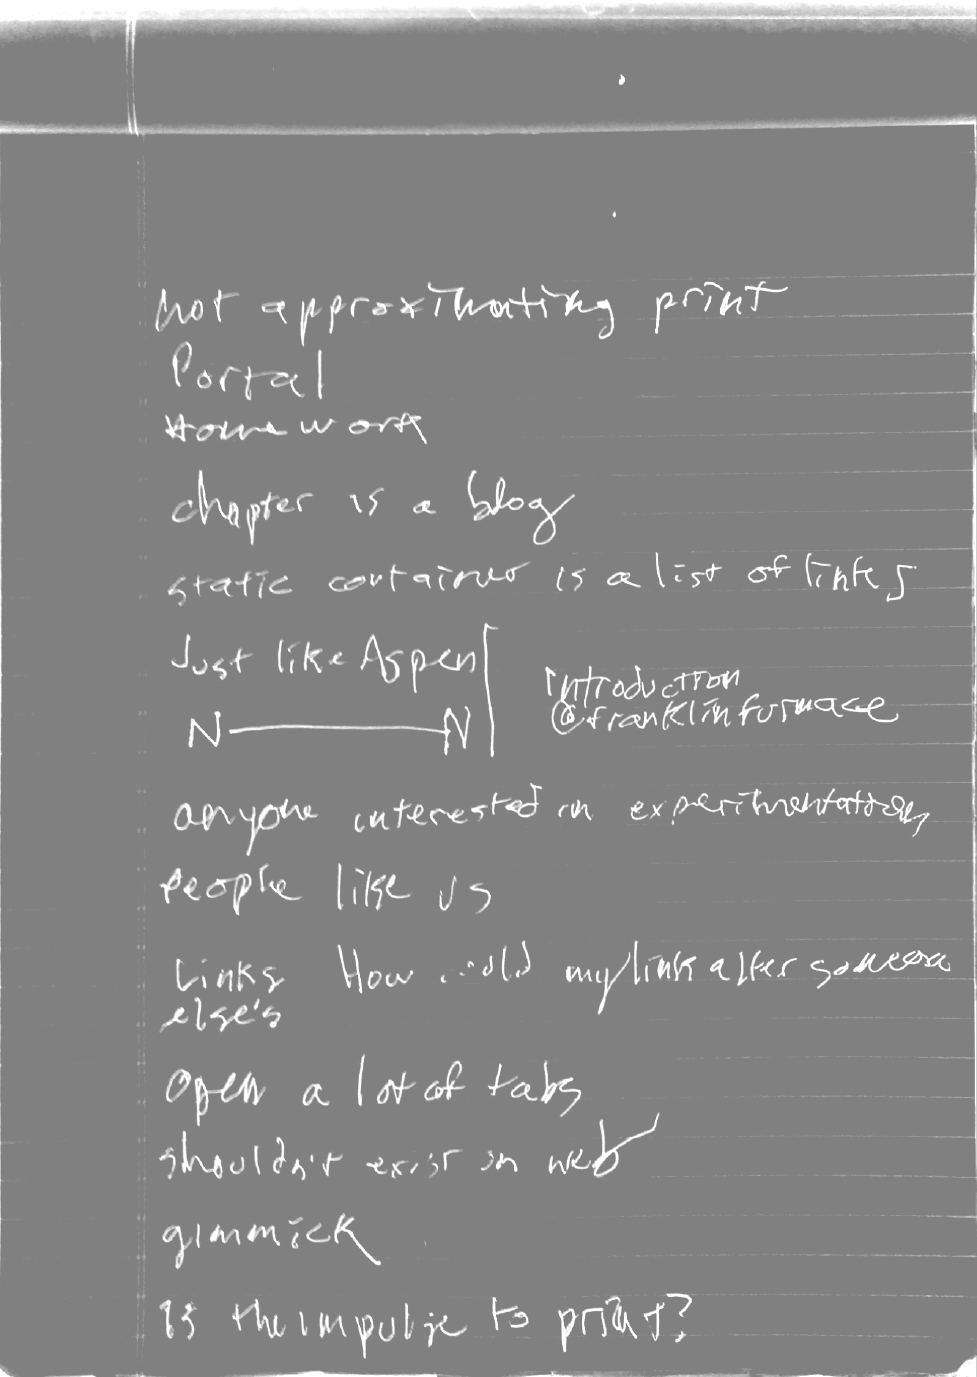 not approximating print
Portal
Homework
chapter is a blog
static container is a list of links
Just like Aspen
N N
Introduction
@franklinfurnace
anyone interested in experimentation
people like us
Links How could my link alter someone
else's
Open a lot of tabs
shouldn't exist on web
gimmick
is the impulse to print?